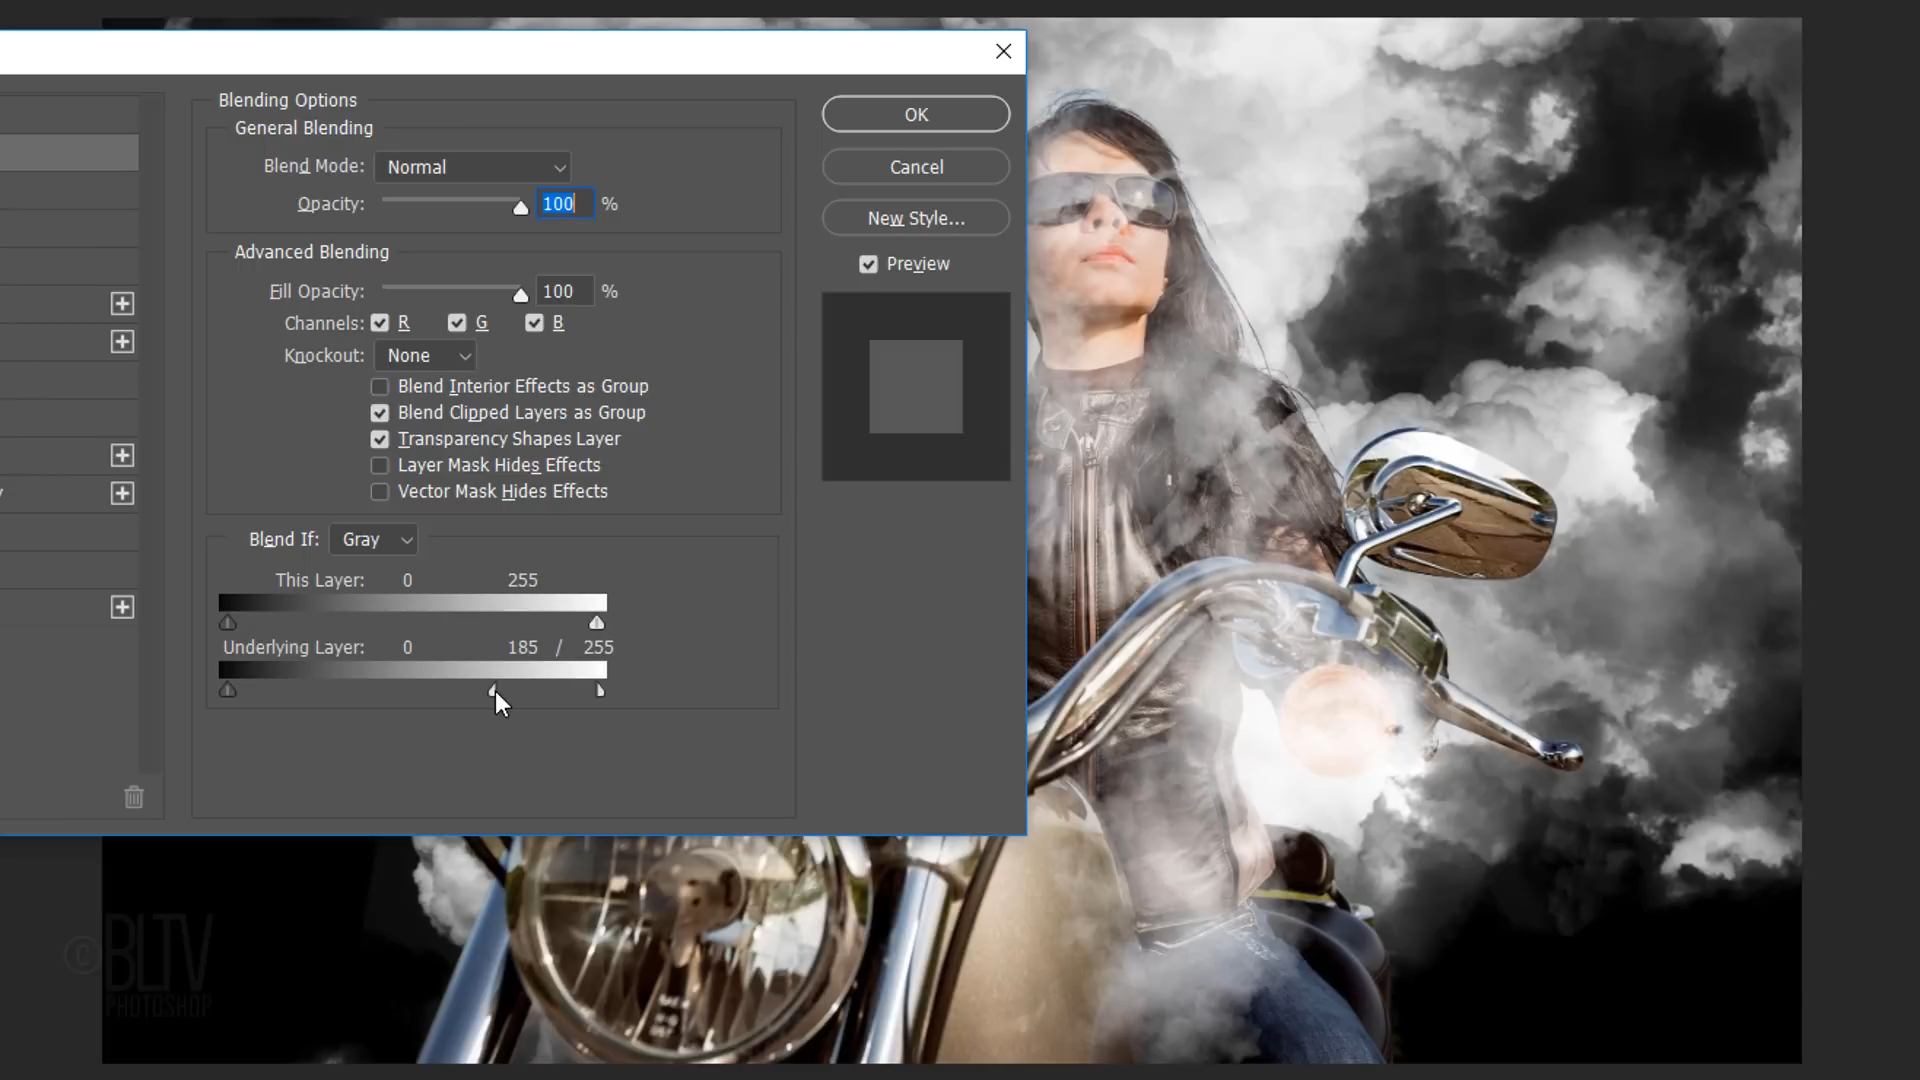 Blending Options
General Blending
Blend Mode: Normal
Opacity: 100 %
Advanced Blending
Fill Opacity: 100 %
Channels: R G B
Knockout: None
Blend Interior Effects as Group
Blend Clipped Layers as Group
Transparency Shapes Layer
Layer Mask Hides Effects
Vector Mask Hides Effects
Blend If: Gray
This Layer: 0 255
Underlying Layer: 0 185 / 255
OK
Cancel
New Style...
Preview
© BLTV
PHOTOSHOP